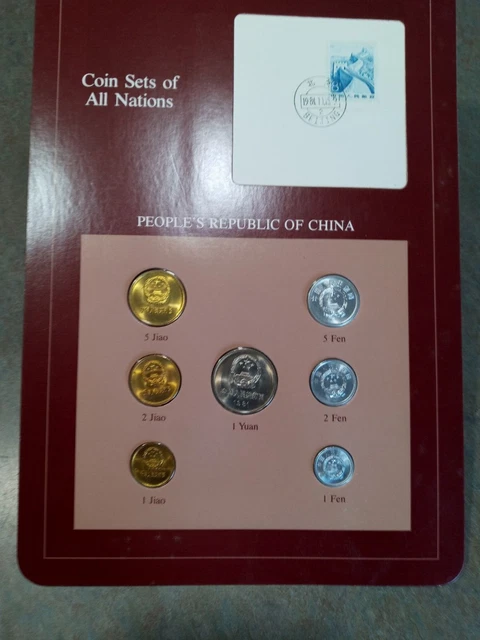 Coin Sets of
All Nations
BEIJING
PEOPLE'S REPUBLIC OF CHINA
5 Jiao
5 Fen
2 Jiao
2 Fen
1 Yuan
1 Jiao
1 Fen